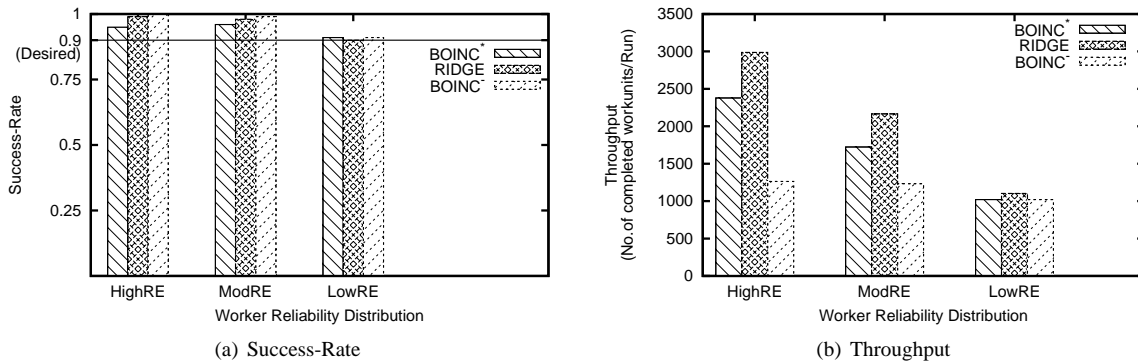 1
0.9
(Desired)
0.75
0.5
0.25
Success-Rate
BOINC*
RIDGE
BOINC-
HighRE ModRE LowRE
Worker Reliability Distribution
(a) Success-Rate
3500
3000
2500
2000
1500
1000
500
0
Throughput
(No.of completed workunits/Run)
BOINC*
RIDGE
BOINC-
HighRE ModRE LowRE
Worker Reliability Distribution
(b) Throughput